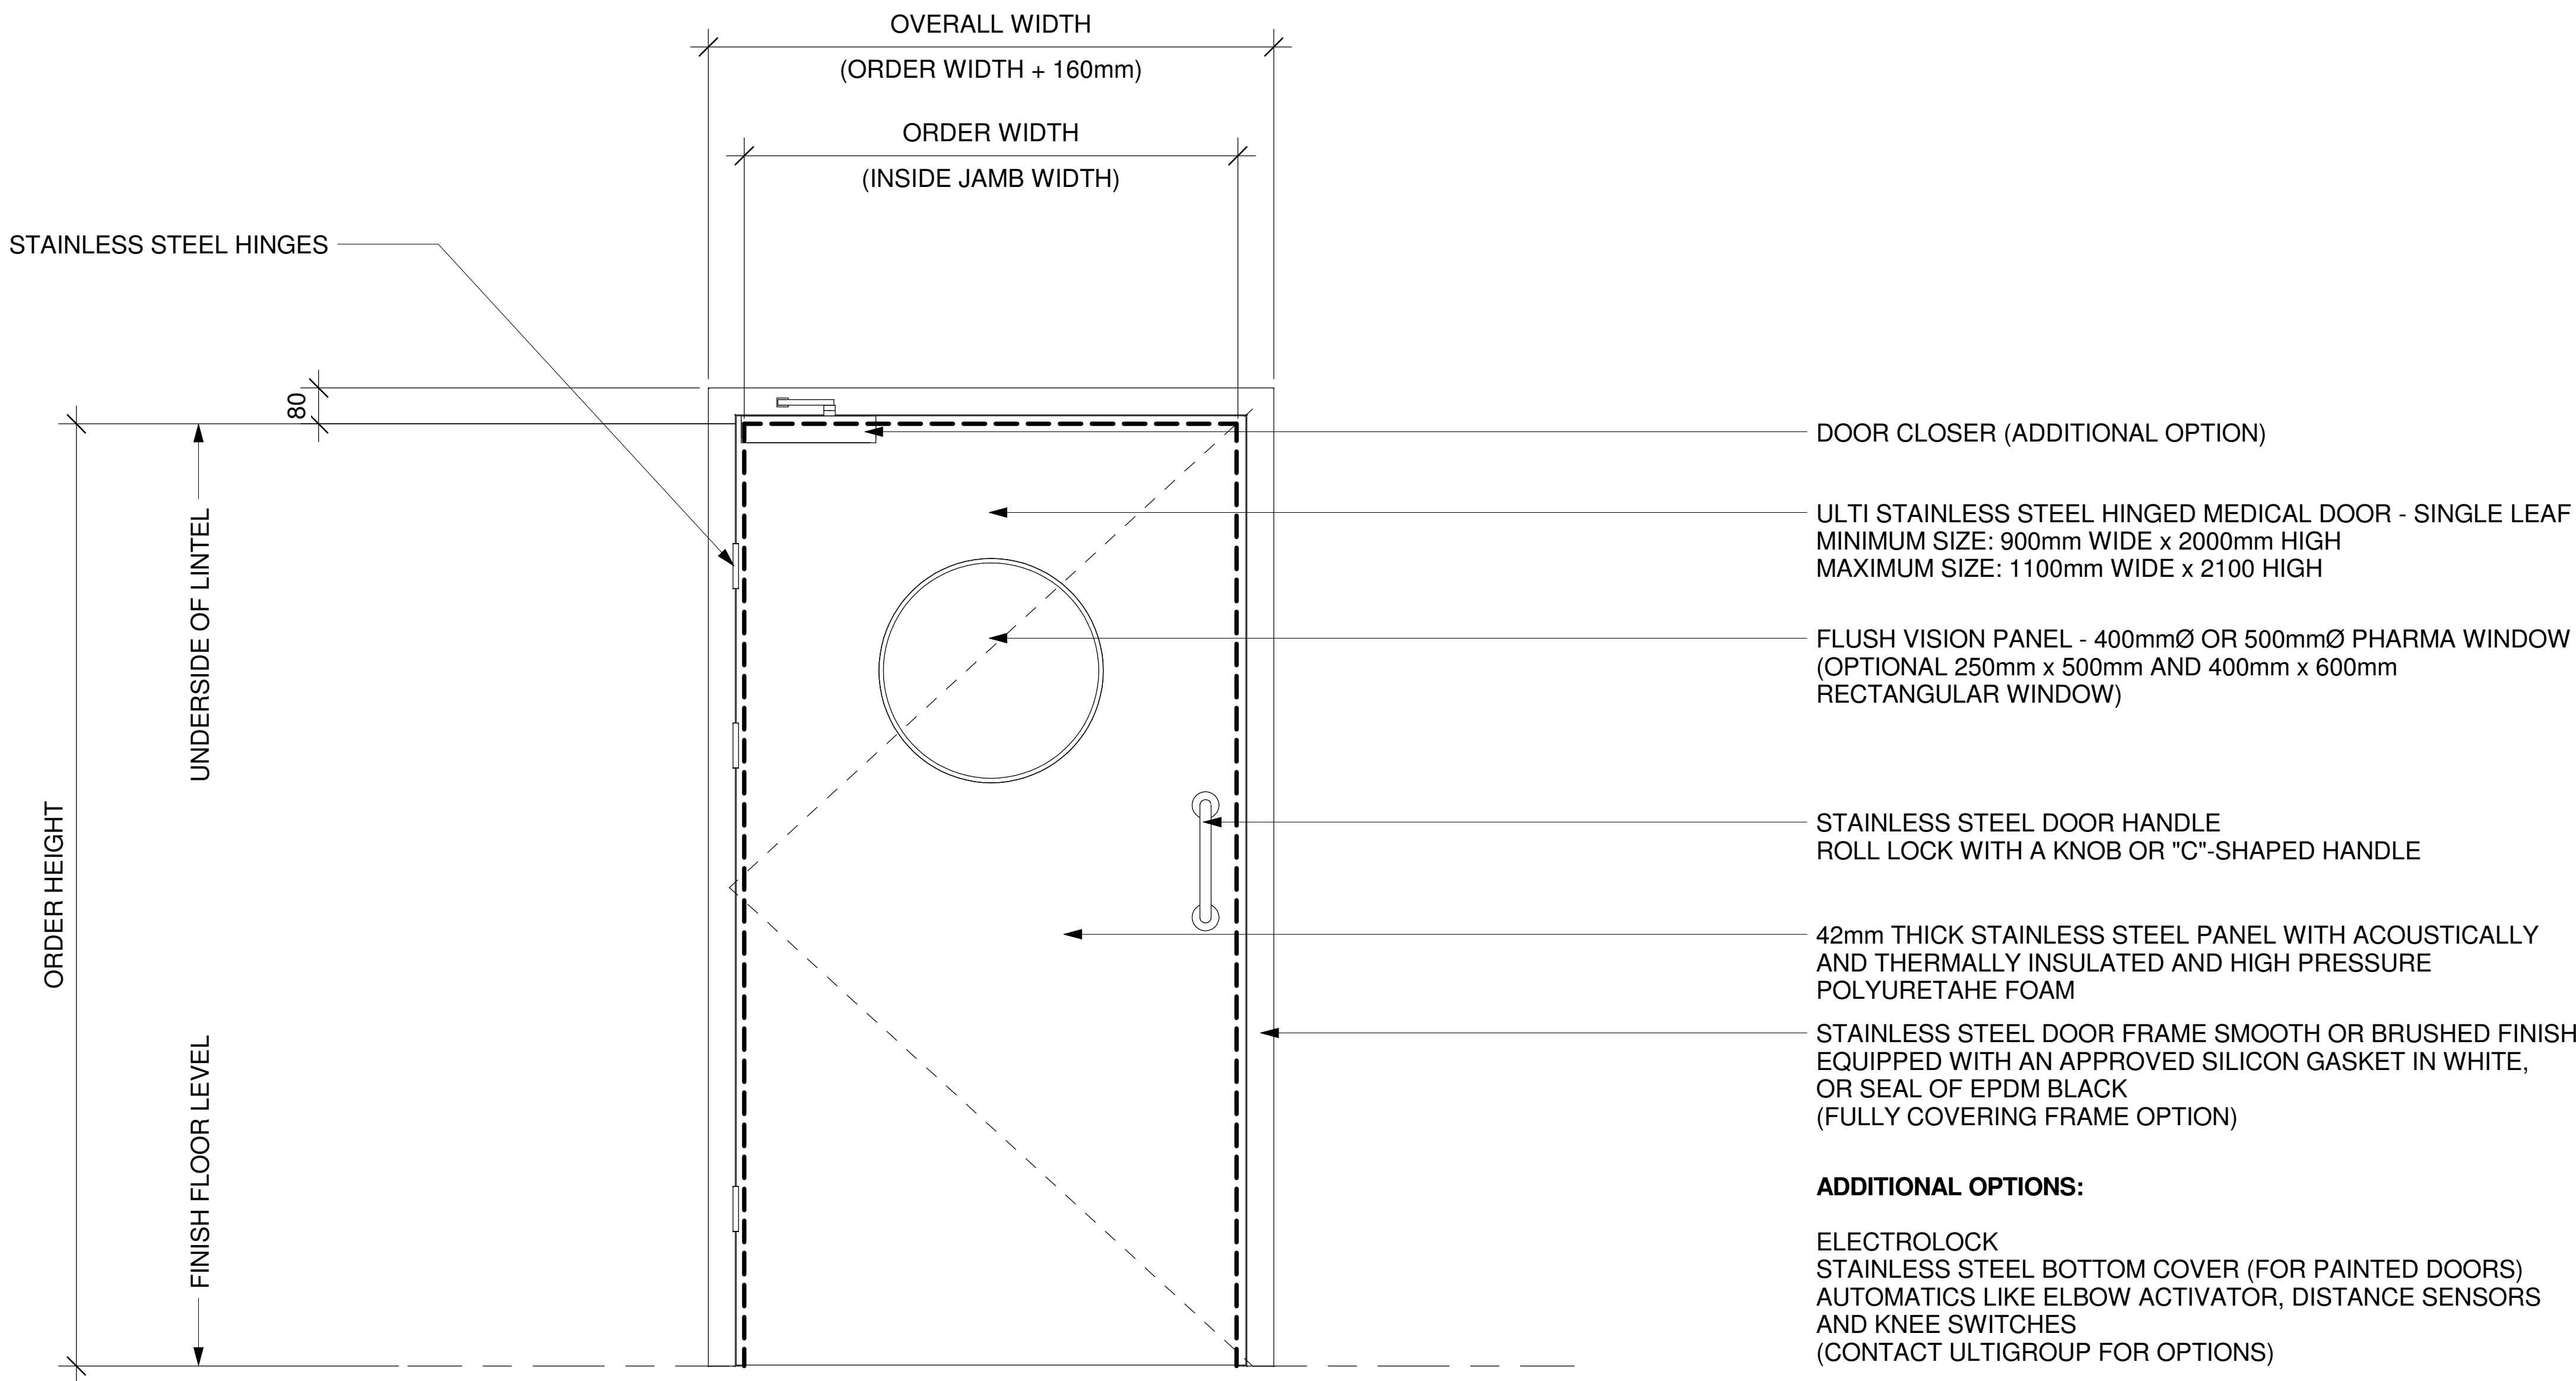 OVERALL WIDTH
(ORDER WIDTH + 160mm)
ORDER WIDTH
(INSIDE JAMB WIDTH)
STAINLESS STEEL HINGES
80
UNDERSIDE OF LINTEL
ORDER HEIGHT
FINISH FLOOR LEVEL
DOOR CLOSER (ADDITIONAL OPTION)
ULTI STAINLESS STEEL HINGED MEDICAL DOOR - SINGLE LEAF
MINIMUM SIZE: 900mm WIDE x 2000mm HIGH
MAXIMUM SIZE: 1100mm WIDE x 2100 HIGH
FLUSH VISION PANEL - 400mmØ OR 500mmØ PHARMA WINDOW
(OPTIONAL 250mm x 500mm AND 400mm x 600mm
RECTANGULAR WINDOW)
STAINLESS STEEL DOOR HANDLE
ROLL LOCK WITH A KNOB OR "C"-SHAPED HANDLE
42mm THICK STAINLESS STEEL PANEL WITH ACOUSTICALLY
AND THERMALLY INSULATED AND HIGH PRESSURE
POLYURETAHE FOAM
STAINLESS STEEL DOOR FRAME SMOOTH OR BRUSHED FINISH
EQUIPPED WITH AN APPROVED SILICON GASKET IN WHITE,
OR SEAL OF EPDM BLACK
(FULLY COVERING FRAME OPTION)
ADDITIONAL OPTIONS:
ELECTROLOCK
STAINLESS STEEL BOTTOM COVER (FOR PAINTED DOORS)
AUTOMATICS LIKE ELBOW ACTIVATOR, DISTANCE SENSORS
AND KNEE SWITCHES
(CONTACT ULTIGROUP FOR OPTIONS)